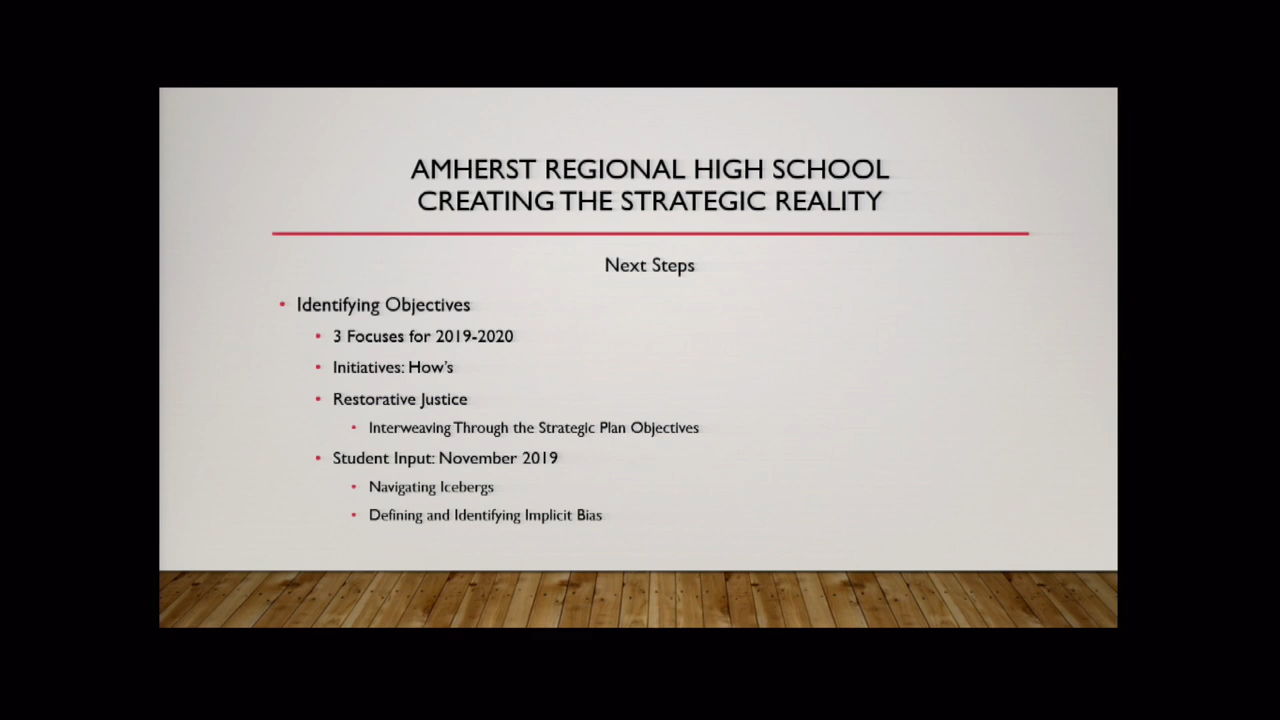 AMHERST REGIONAL HIGH SCHOOL
CREATING THE STRATEGIC REALITY
Next Steps
• Identifying Objectives
• 3 Focuses for 2019-2020
• Initiatives: How's
• Restorative Justice
• Interweaving Through the Strategic Plan Objectives
• Student Input: November 2019
• Navigating Icebergs
• Defining and Identifying Implicit Bias